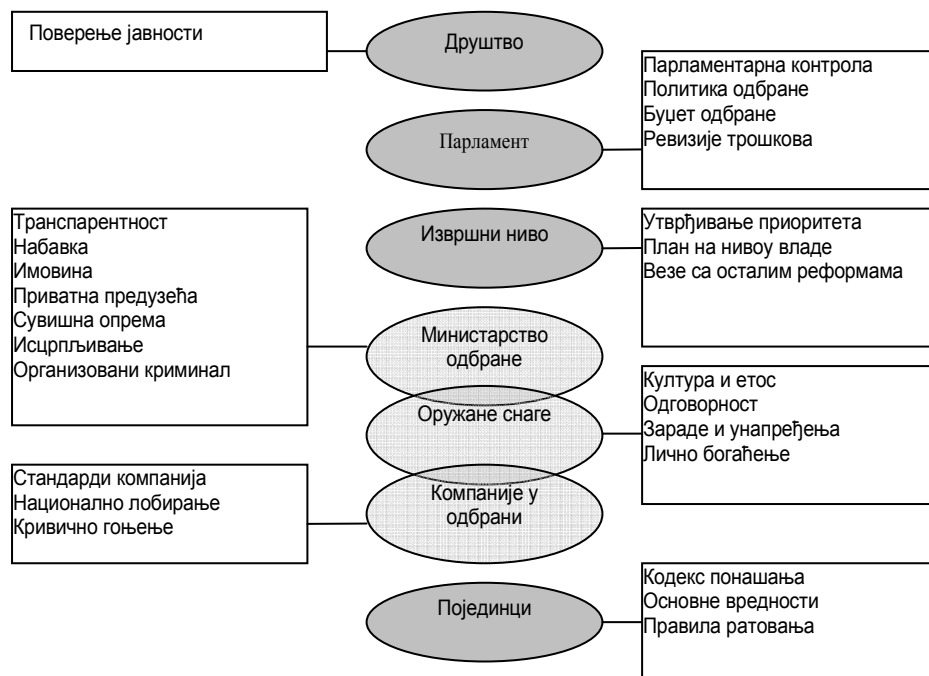 Поверење јавности
Друштво
Парламентарна контрола
Политика одбране
Буџет одбране
Ревизије трошкова
Парламент
Транспарентност
Набавка
Имовина
Приватна предузећа
Сувишна опрема
Исцрпљивање
Организовани криминал
Извршни ниво
Утврђивање приоритета
План на нивоу владе
Везе са осталим реформама
Министарство
одбране
Оружане снаге
Култура и етос
Одговорност
Зараде и унапређења
Лично богаћење
Стандарди компанија
Национално лобирање
Кривично гоњење
Компаније у
одбрани
Појединци
Кодекс понашања
Основне вредности
Правила ратовања